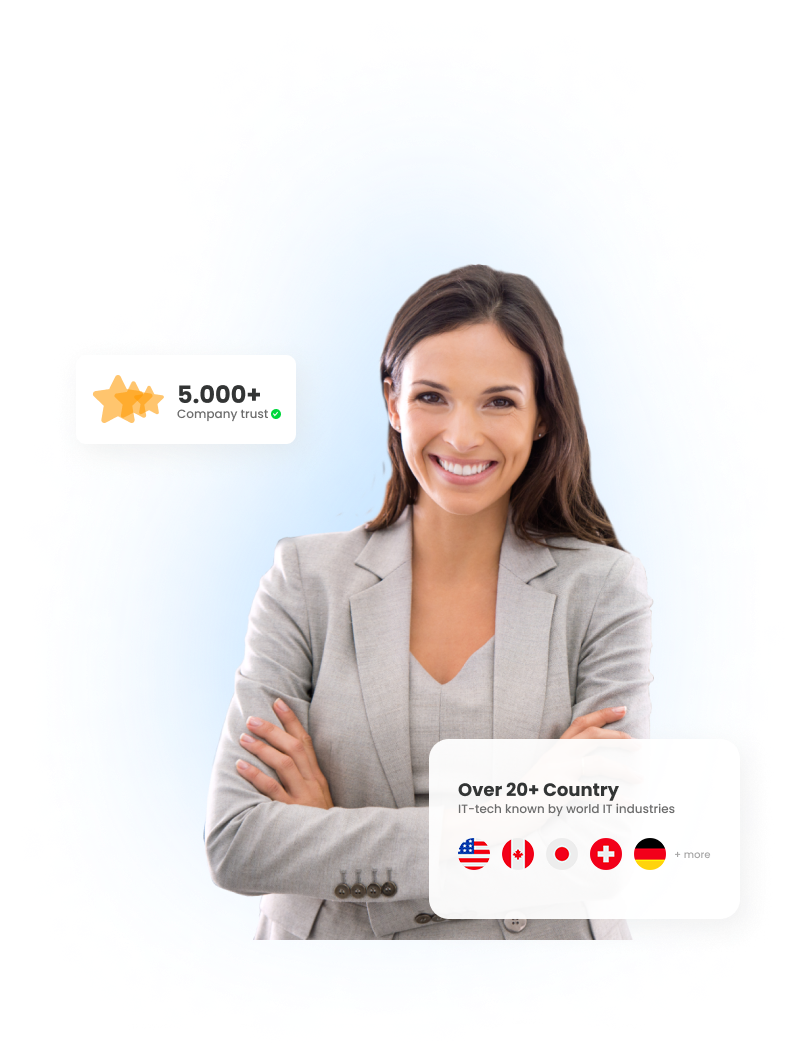 5.000+
Company trust
Over 20+ Country
IT-tech known by world IT industries
+ more